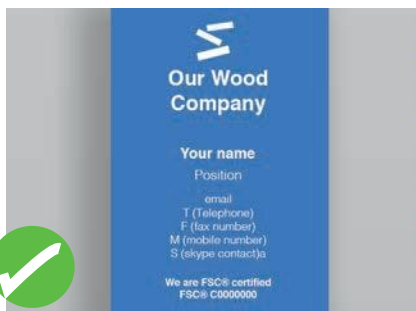 Our Wood
Company
Your name
Position
email
T (Telephone)
F (fax number)
M (mobile number)
S (skype contact)a
We are FSC® certified
FSC® C0000000